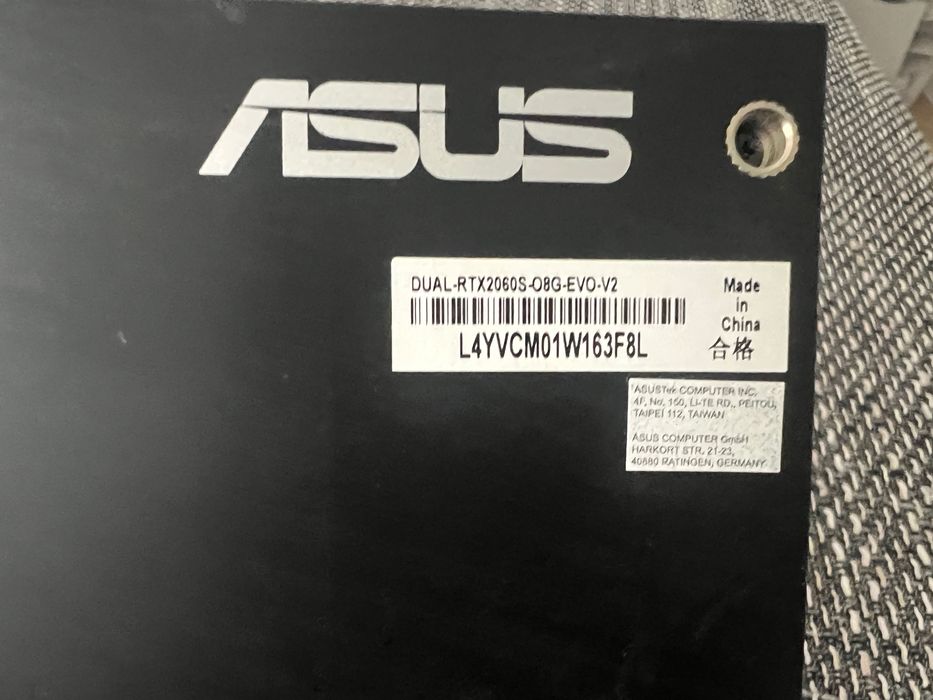 ASUS
DUAL-RTX2060S-O8G-EVO-V2
L4YVCM01W163F8L
Made
in
China
合格
ASUSTeK COMPUTER INC.
4F, No. 150, LI-TE RD., PEITOU,
TAIPEI 112, TAIWAN
ASUS COMPUTER GmbH
HARKORT STR. 21-23,
40880 RATINGEN, GERMANY